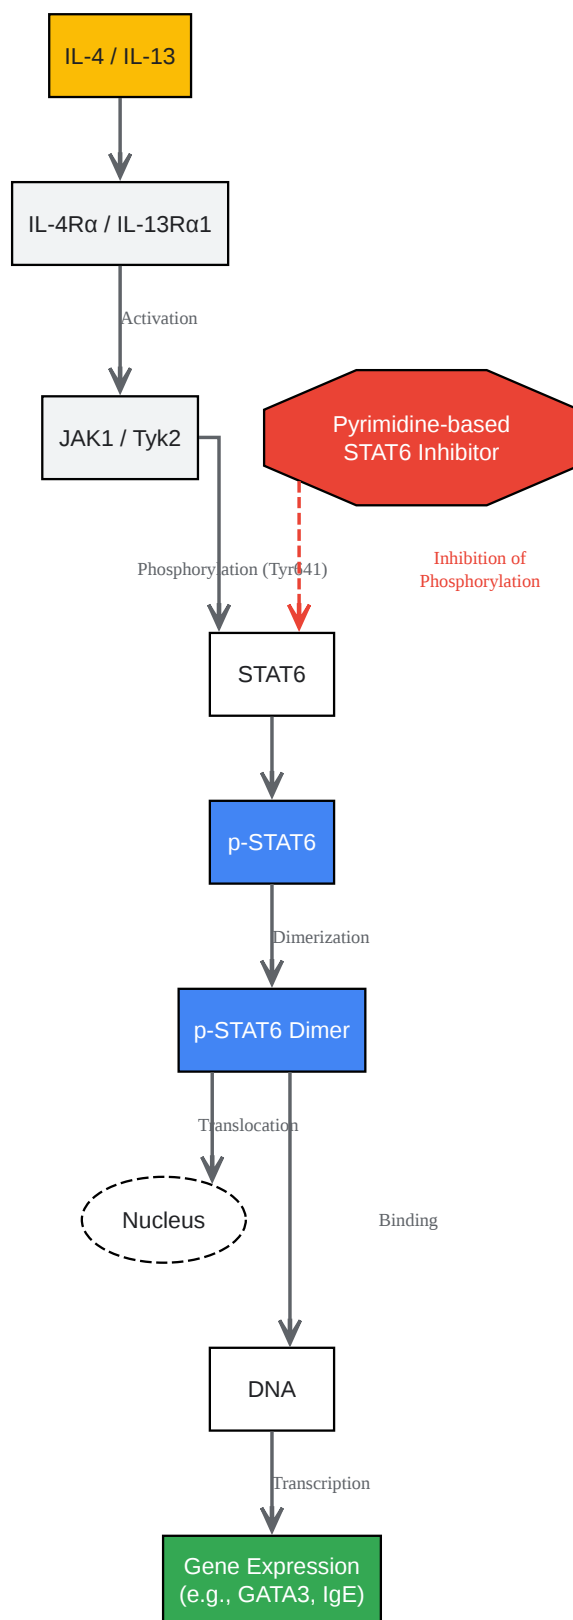 IL-4 / IL-13
IL-4Rα / IL-13Rα1
Activation
JAK1 / Tyk2
Pyrimidine-based
STAT6 Inhibitor
Phosphorylation (Tyr641)
Inhibition of
Phosphorylation
STAT6
p-STAT6
Dimerization
p-STAT6 Dimer
Translocation
Nucleus
Binding
DNA
Transcription
Gene Expression
(e.g., GATA3, IgE)